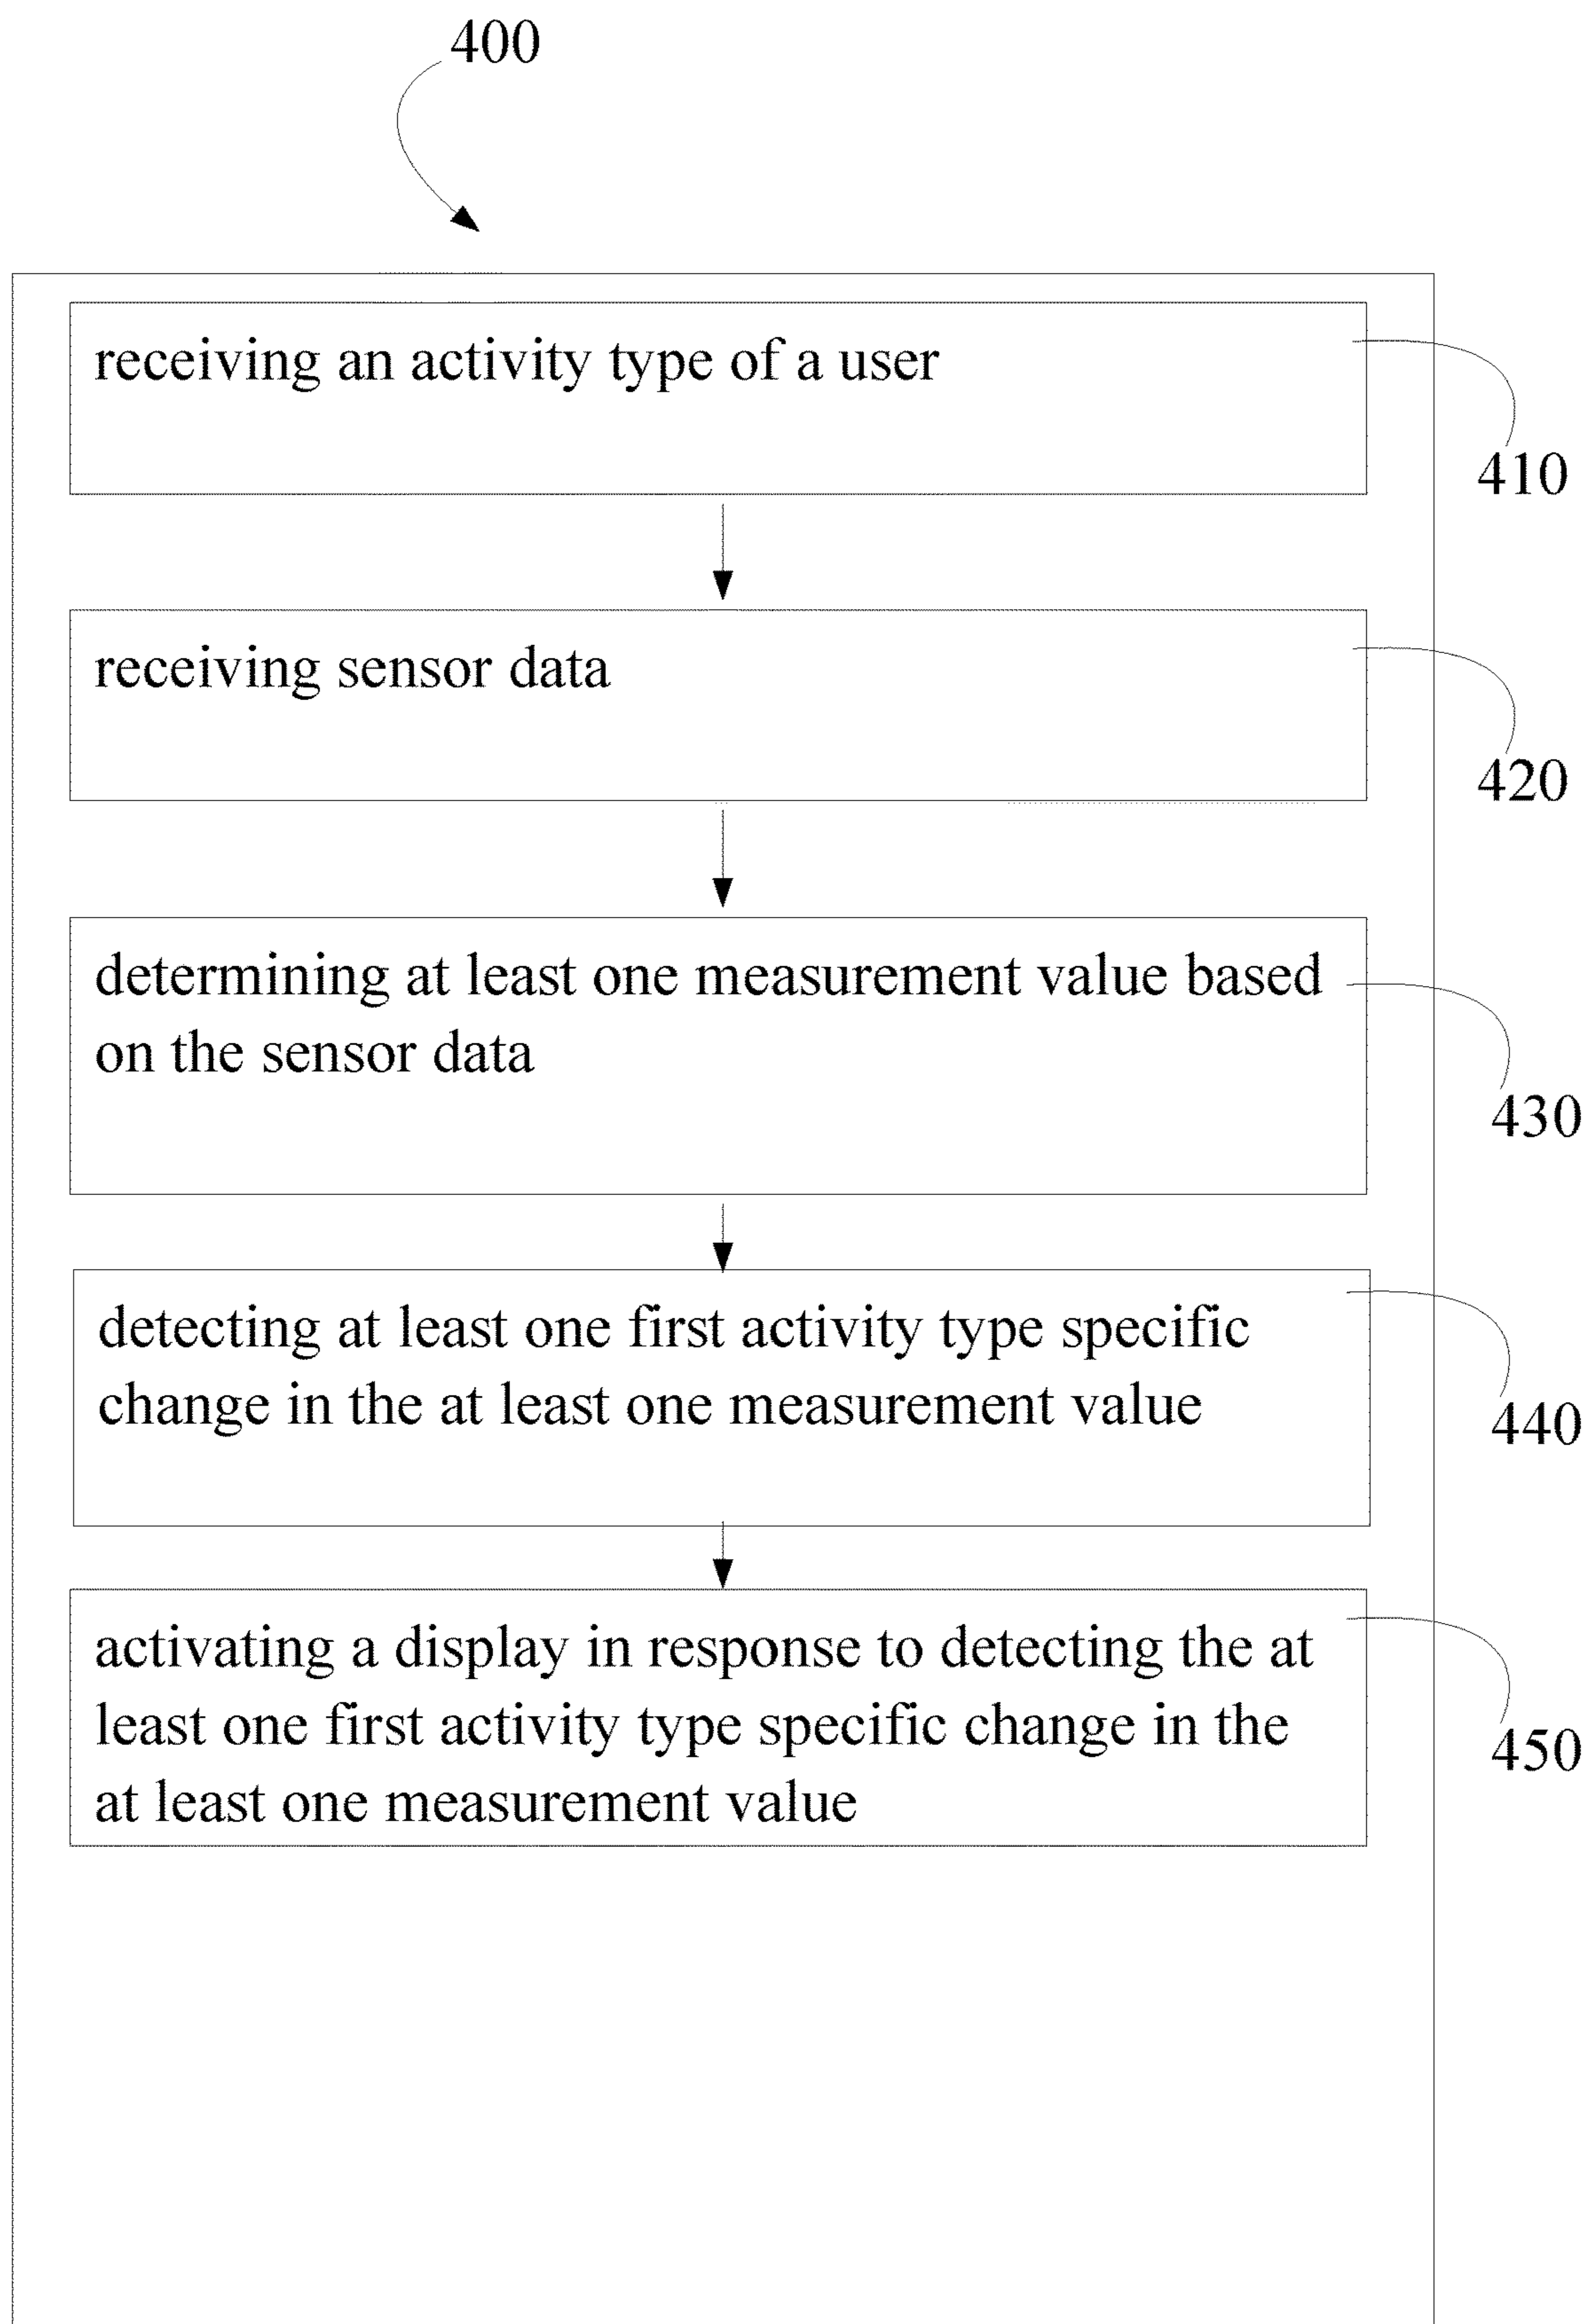 400
receiving an activity type of a user
410
receiving sensor data
420
determining at least one measurement value based
on the sensor data
430
detecting at least one first activity type specific
change in the at least one measurement value
440
activating a display in response to detecting the at
least one first activity type specific change in the
at least one measurement value
450